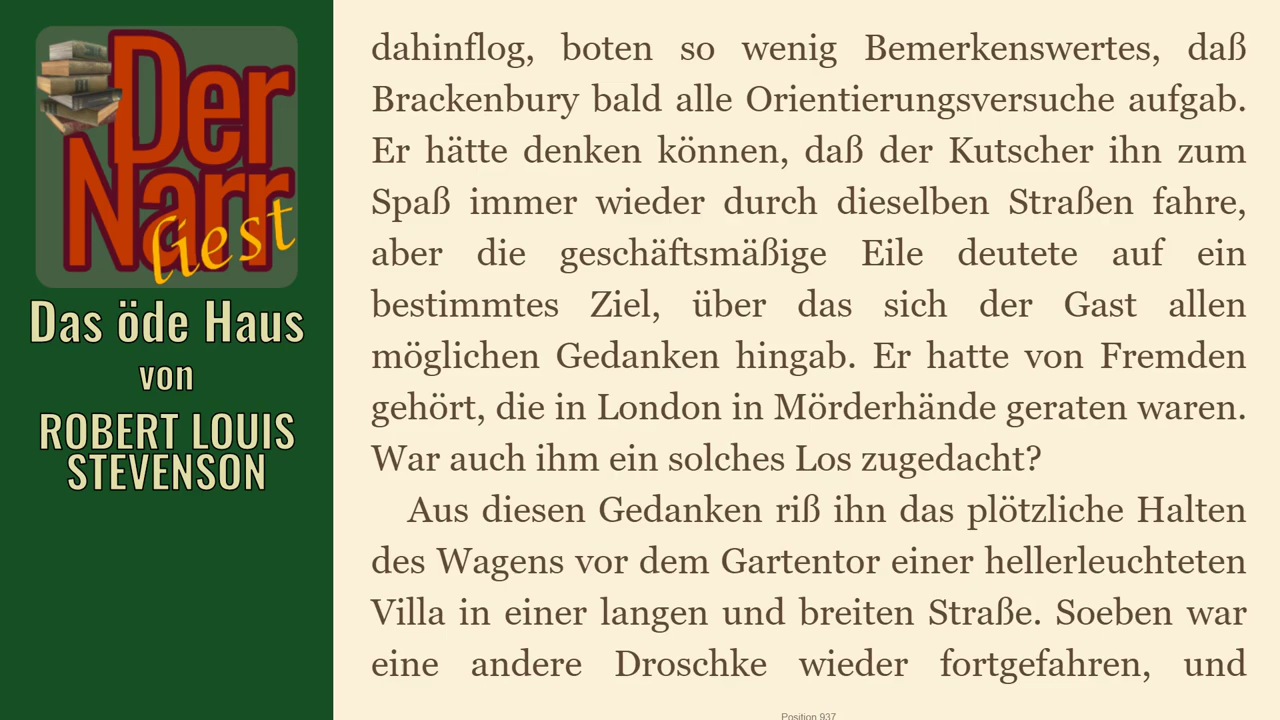 Der
Narr
liest
Das öde Haus
von
ROBERT LOUIS
STEVENSON
dahinflog, boten so wenig Bemerkenswertes, daß
Brackenbury bald alle Orientierungsversuche aufgab.
Er hätte denken können, daß der Kutscher ihn zum
Spaß immer wieder durch dieselben Straßen fahre,
aber die geschäftsmäßige Eile deutete auf ein
bestimmtes Ziel, über das sich der Gast allen
möglichen Gedanken hingab. Er hatte von Fremden
gehört, die in London in Mörderhände geraten waren.
War auch ihm ein solches Los zugedacht?
Aus diesen Gedanken riß ihn das plötzliche Halten
des Wagens vor dem Gartentor einer hellerleuchteten
Villa in einer langen und breiten Straße. Soeben war
eine andere Droschke wieder fortgefahren, und
Position 937